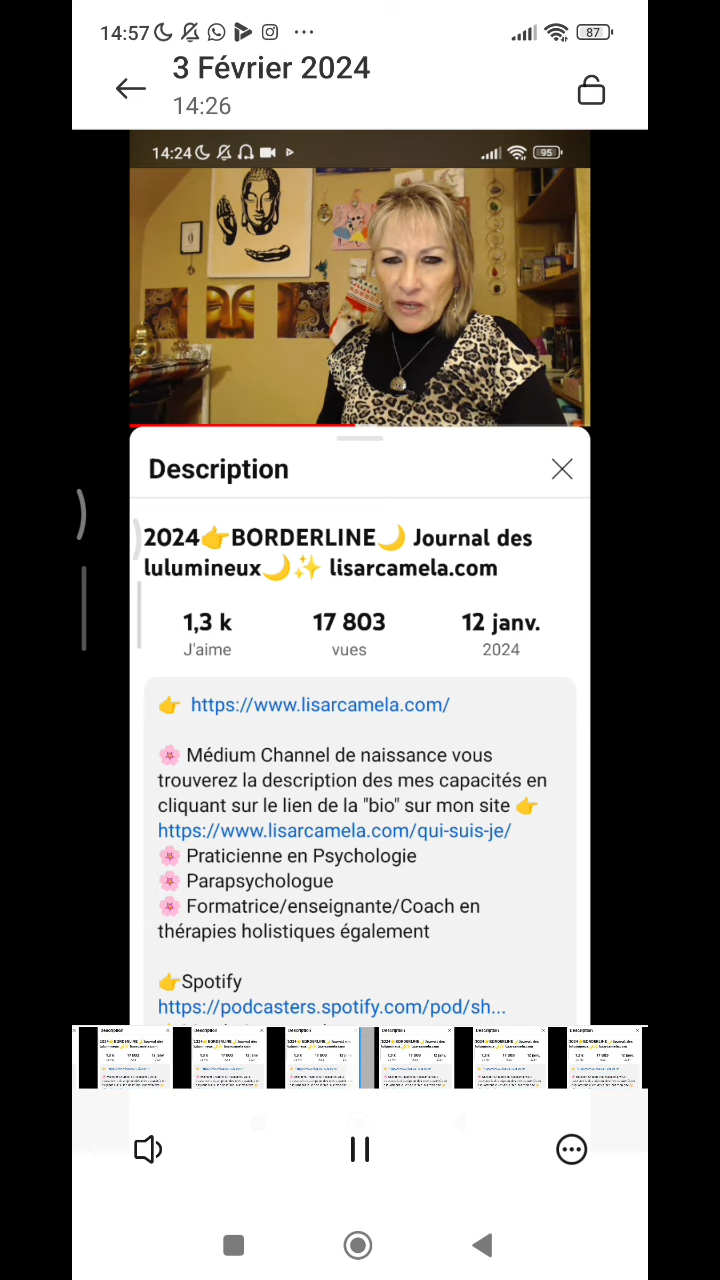 14:57
87
3 Février 2024
14:26
14:24
95
Description
2024👉BORDERLINE🌙 Journal des
lulumineux🌙✨ lisarcamela.com
1,3 k
17 803
12 janv.
J'aime
vues
2024
👉 https://www.lisarcamela.com/
🌸 Médium Channel de naissance vous
trouverez la description des mes capacités en
cliquant sur le lien de la "bio" sur mon site 👉
https://www.lisarcamela.com/qui-suis-je/
🌸 Praticienne en Psychologie
🌸 Parapsychologue
🌸 Formatrice/enseignante/Coach en
thérapies holistiques également
👉Spotify
https://podcasters.spotify.com/pod/sh...